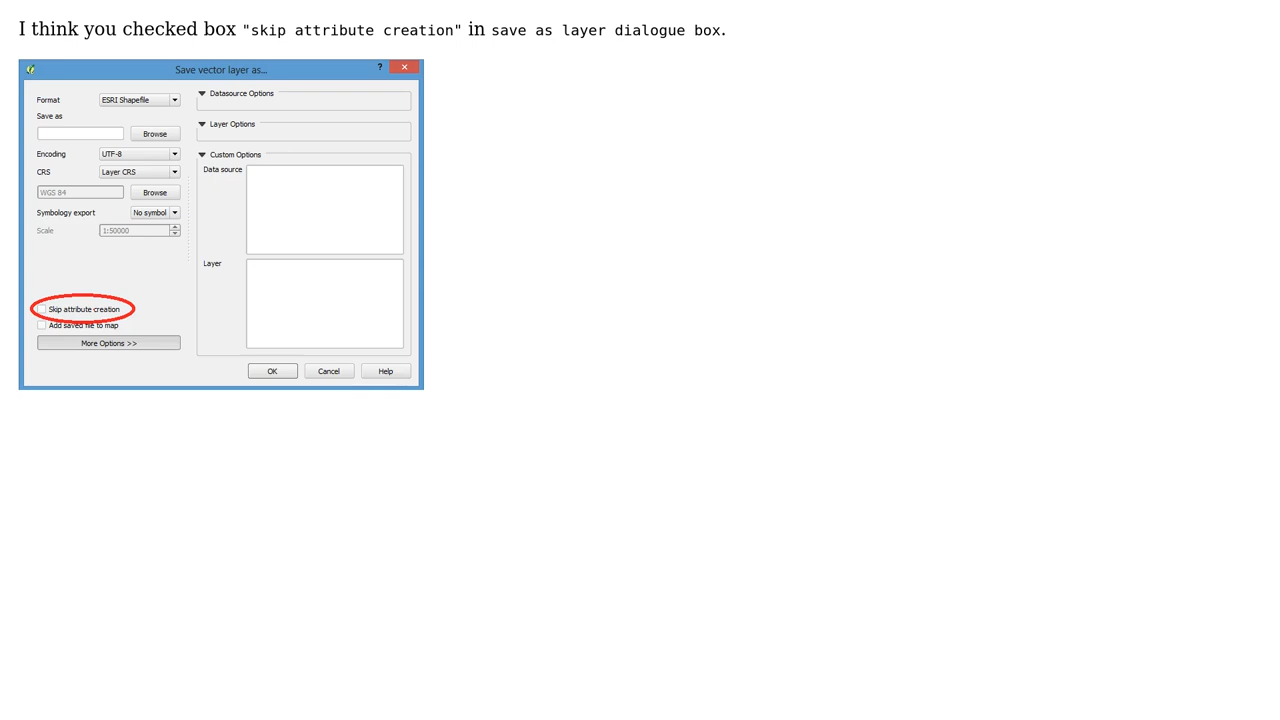 I think you checked box "skip attribute creation" in save as layer dialogue box.
Save vector layer as...
?
Format ESRI Shapefile
Save as
Browse
Encoding UTF-8
CRS Layer CRS
WGS 84 Browse
Symbology export No symbol
Scale 1:50000
Skip attribute creation
Add saved file to map
More Options >>
Datasource Options
Layer Options
Custom Options
Data source
Layer
OK Cancel Help